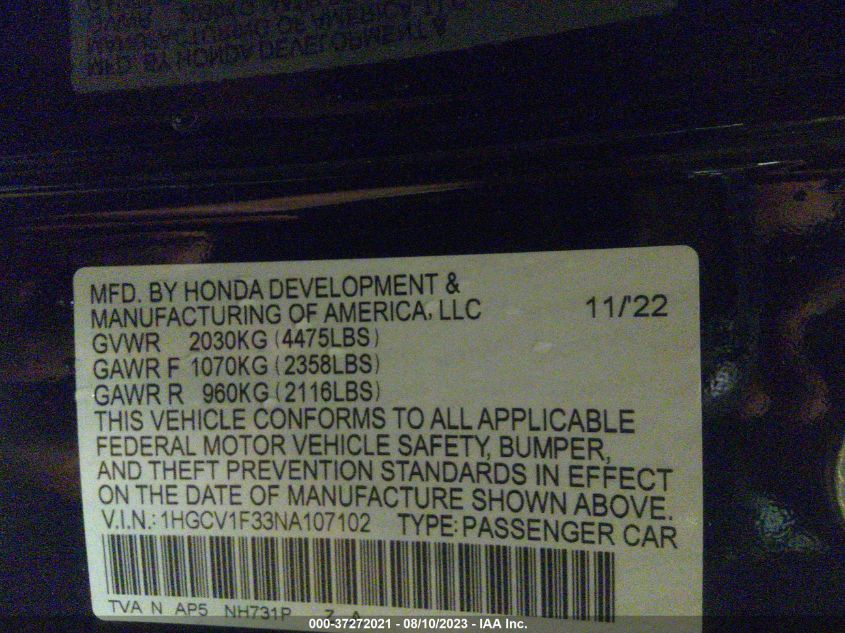 MFD. BY HONDA DEVELOPMENT &
MANUFACTURING OF AMERICA, LLC 11/'22
GVWR 2030KG (4475LBS)
GAWR F 1070KG (2358LBS)
GAWR R 960KG (2116LBS)
THIS VEHICLE CONFORMS TO ALL APPLICABLE
FEDERAL MOTOR VEHICLE SAFETY, BUMPER,
AND THEFT PREVENTION STANDARDS IN EFFECT
ON THE DATE OF MANUFACTURE SHOWN ABOVE.
V.I.N.: 1HGCV1F33NA107102 TYPE: PASSENGER CAR
TVA N AP5 NH731P Z A
000-37272021 - 08/10/2023 - IAA Inc.